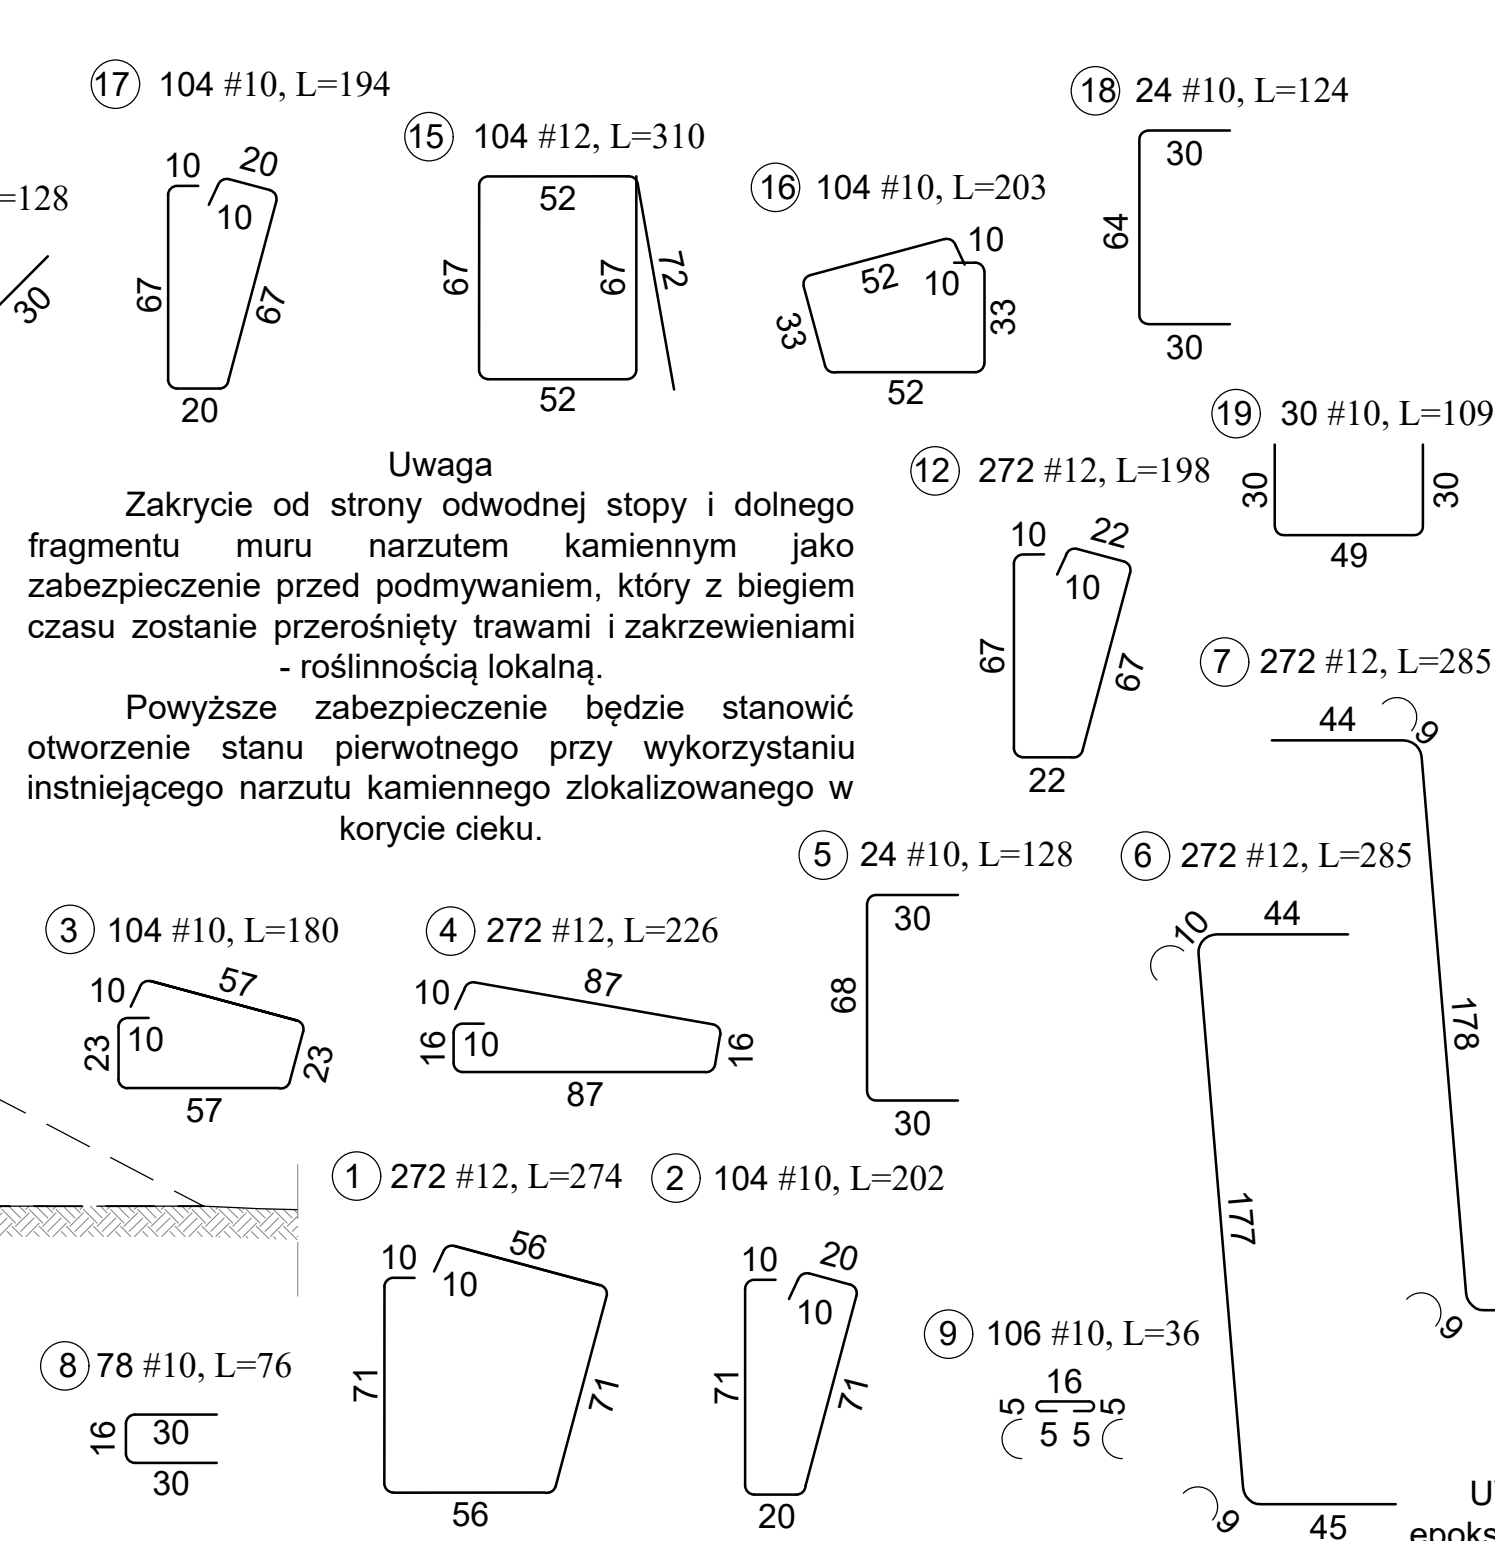 17 104 #10, L=194
10 20
10
67 67
20
=128
30
15 104 #12, L=310
52
67 67 72
52
16 104 #10, L=203
10
52 10
33 33
52
18 24 #10, L=124
30
64
30
19 30 #10, L=109
30 30
49
12 272 #12, L=198
10 22
10
67 67
22
Uwaga
Zakrycie od strony odwodnej stopy i dolnego
fragmentu muru narzutem kamiennym jako
zabezpieczenie przed podmywaniem, który z biegiem
czasu zostanie przerośnięty trawami i zakrzewieniami
- roślinnością lokalną.
Powyższe zabezpieczenie będzie stanowić
otworzenie stanu pierwotnego przy wykorzystaniu
instniejącego narzutu kamiennego zlokalizowanego w
korycie cieku.
7 272 #12, L=285
44 9
178
9
5 24 #10, L=128
30
68
30
6 272 #12, L=285
10 44
177
9 45
3 104 #10, L=180
10 57
23 10 23
57
4 272 #12, L=226
10 87
16 10 16
87
1 272 #12, L=274
10 56
10
71 71
56
2 104 #10, L=202
10 20
10
71 71
20
8 78 #10, L=76
16 30
30
9 106 #10, L=36
16
5 5
5 5